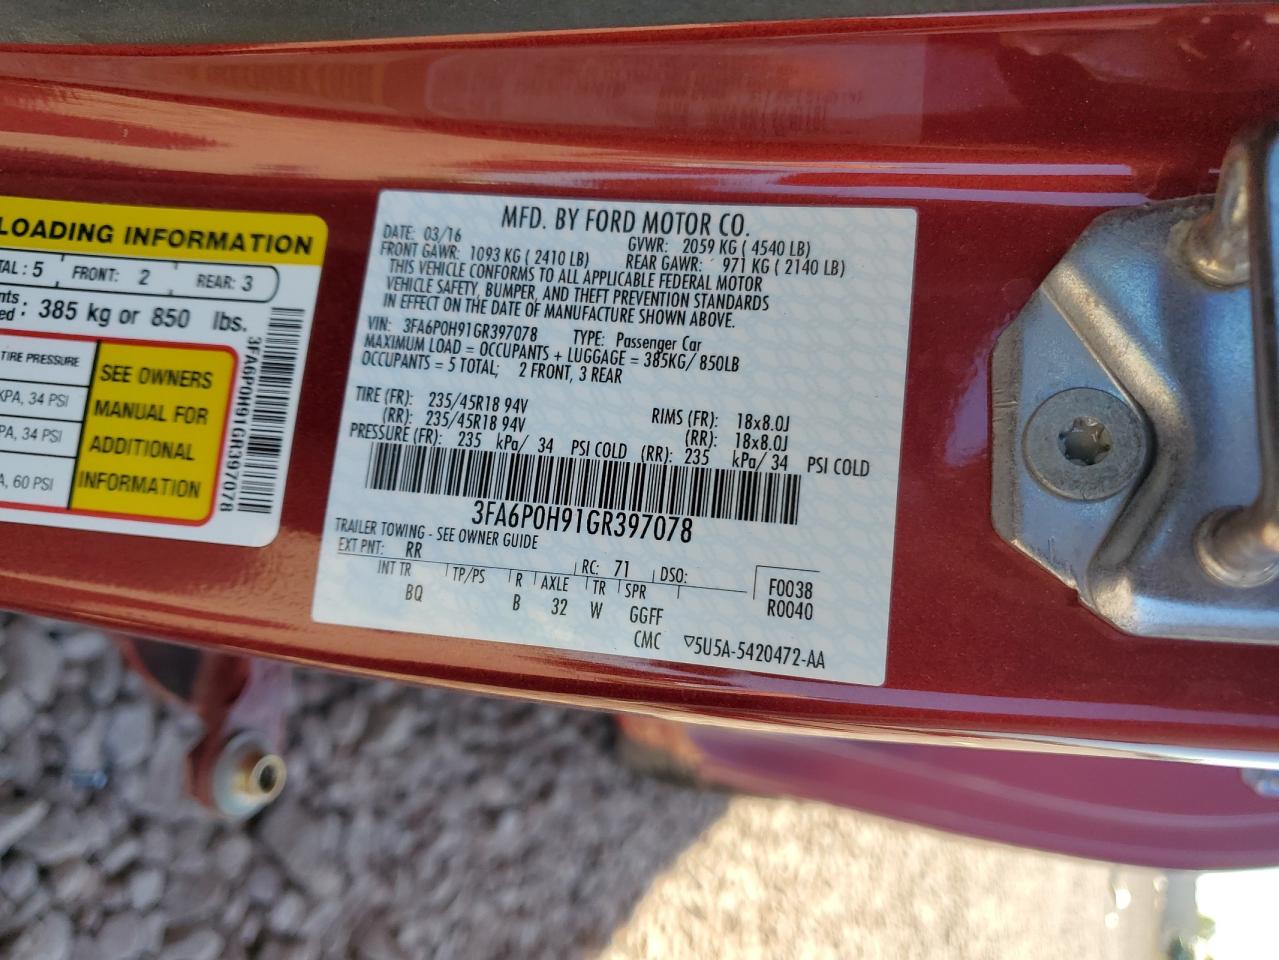 LOADING INFORMATION
TAL : 5 FRONT: 2 REAR: 3
nts
ed : 385 kg or 850 lbs.
TIRE PRESSURE
KPA, 34 PSI
PA, 34 PSI
A, 60 PSI
SEE OWNERS
MANUAL FOR
ADDITIONAL
INFORMATION
3FA6P0H91GR397078
MFD. BY FORD MOTOR CO.
DATE: 03/16 GVWR: 2059 KG ( 4540 LB)
FRONT GAWR: 1093 KG ( 2410 LB) REAR GAWR: 971 KG ( 2140 LB)
THIS VEHICLE CONFORMS TO ALL APPLICABLE FEDERAL MOTOR
VEHICLE SAFETY, BUMPER, AND THEFT PREVENTION STANDARDS
IN EFFECT ON THE DATE OF MANUFACTURE SHOWN ABOVE.
VIN: 3FA6P0H91GR397078 TYPE: Passenger Car
MAXIMUM LOAD = OCCUPANTS + LUGGAGE = 385KG/ 850LB
OCCUPANTS = 5 TOTAL; 2 FRONT, 3 REAR
TIRE (FR): 235/45R18 94V RIMS (FR): 18x8.0J
(RR): 235/45R18 94V (RR): 18x8.0J
PRESSURE (FR): 235 kPa/ 34 PSI COLD (RR): 235 kPa/ 34 PSI COLD
3FA6P0H91GR397078
TRAILER TOWING - SEE OWNER GUIDE
EXT PNT: RR RC: 71 DSO: F0038
INT TR TP/PS R AXLE TR SPR R0040
BQ B 32 W GGFF
CMC ▽5U5A-5420472-AA